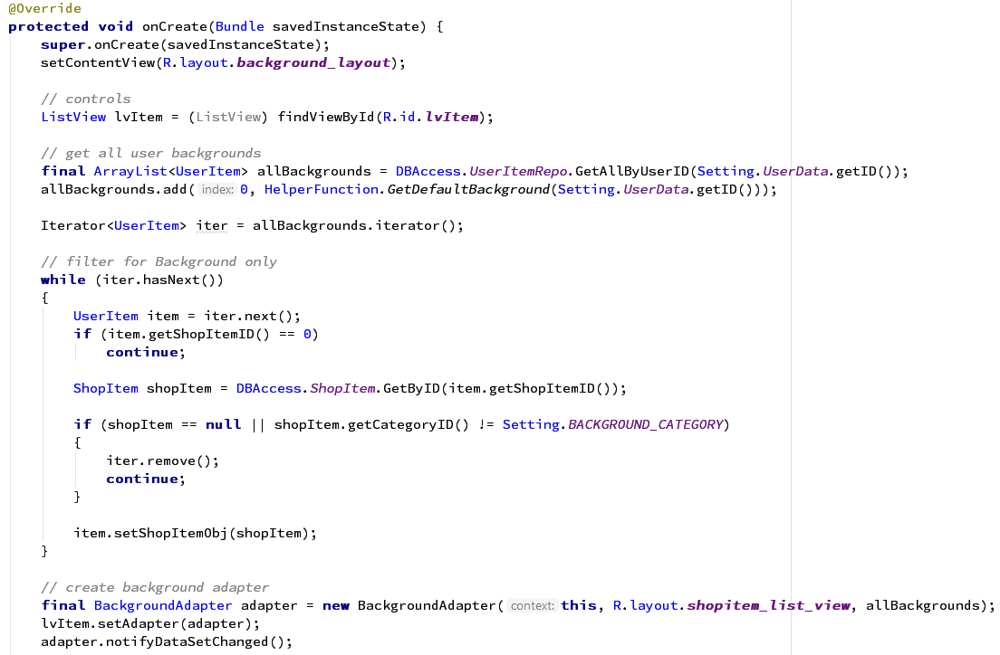 @Override
protected void onCreate(Bundle savedInstanceState) {
super.onCreate(savedInstanceState);
setContentView(R.layout.background_layout);
// controls
ListView lvItem = (ListView) findViewById(R.id.lvItem);
// get all user backgrounds
final ArrayList<UserItem> allBackgrounds = DBAccess.UserItemRepo.GetAllByUserID(Setting.UserData.getID());
allBackgrounds.add( index: 0, HelperFunction.GetDefaultBackground(Setting.UserData.getID()));
Iterator<UserItem> iter = allBackgrounds.iterator();
// filter for Background only
while (iter.hasNext())
{
UserItem item = iter.next();
if (item.getShopItemID() == 0)
continue;
ShopItem shopItem = DBAccess.ShopItem.GetByID(item.getShopItemID());
if (shopItem == null || shopItem.getCategoryID() != Setting.BACKGROUND_CATEGORY)
{
iter.remove();
continue;
}
item.setShopItemObj(shopItem);
}
// create background adapter
final BackgroundAdapter adapter = new BackgroundAdapter( context: this, R.layout.shopitem_list_view, allBackgrounds);
lvItem.setAdapter(adapter);
adapter.notifyDataSetChanged();